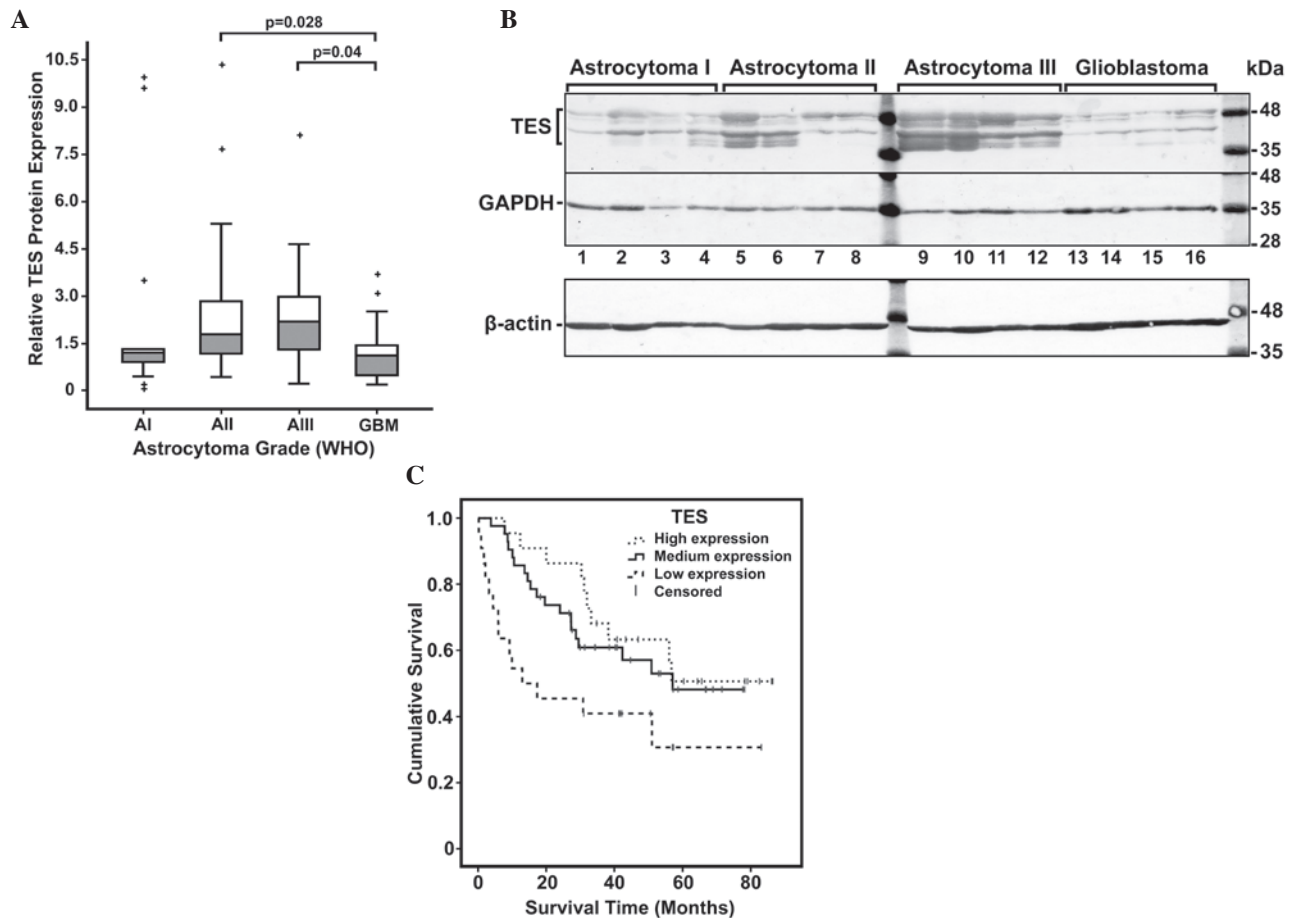 A
p=0.028
p=0.04
10.5
9.0
7.5
6.0
4.5
3.0
1.5
0
Relative TES Protein Expression
AI AII AIII GBM
Astrocytoma Grade (WHO)
B
Astrocytoma I Astrocytoma II Astrocytoma III Glioblastoma kDa
TES
- 48
- 35
- 48
GAPDH-
- 35
- 28
1 2 3 4 5 6 7 8 9 10 11 12 13 14 15 16
β-actin-
- 48
- 35
C
TES
High expression
Medium expression
Low expression
Censored
1.0
0.8
0.6
0.4
0.2
0
Cumulative Survival
0 20 40 60 80
Survival Time (Months)